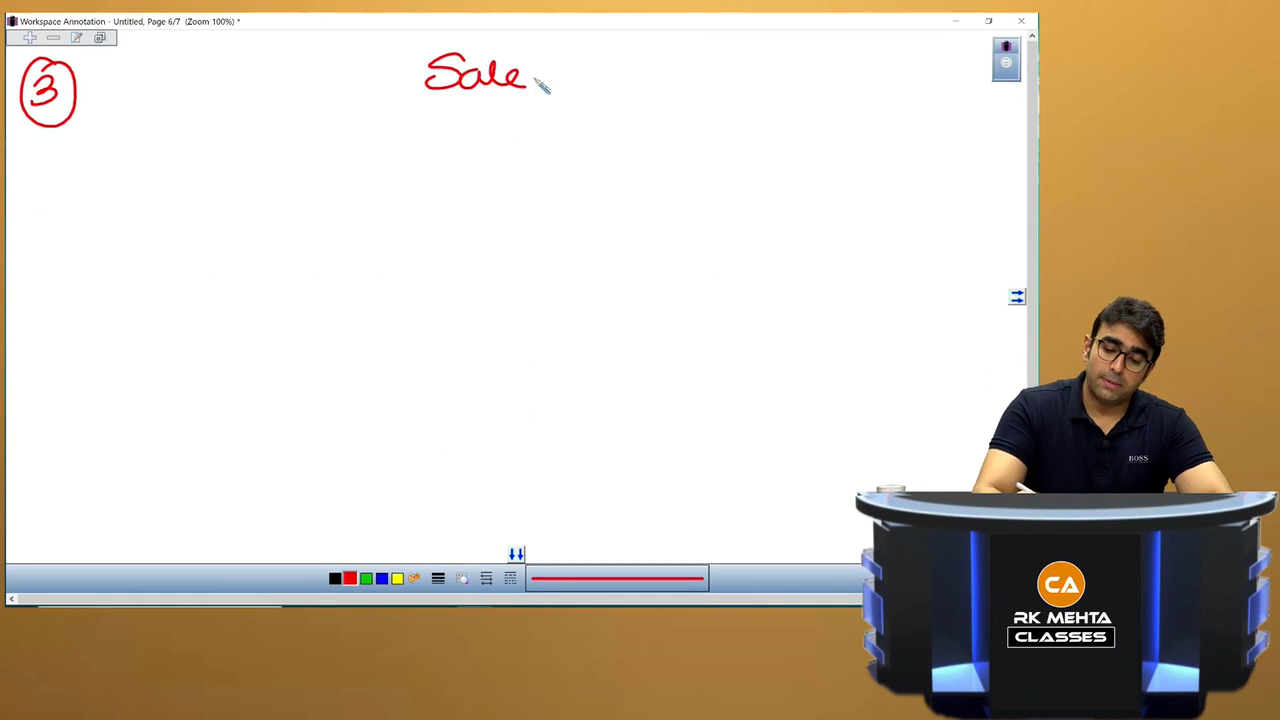 Workspace Annotation - Untitled, Page 6/7 (Zoom 100%) *
3
Sale
BOSS
CA
RK MEHTA
CLASSES